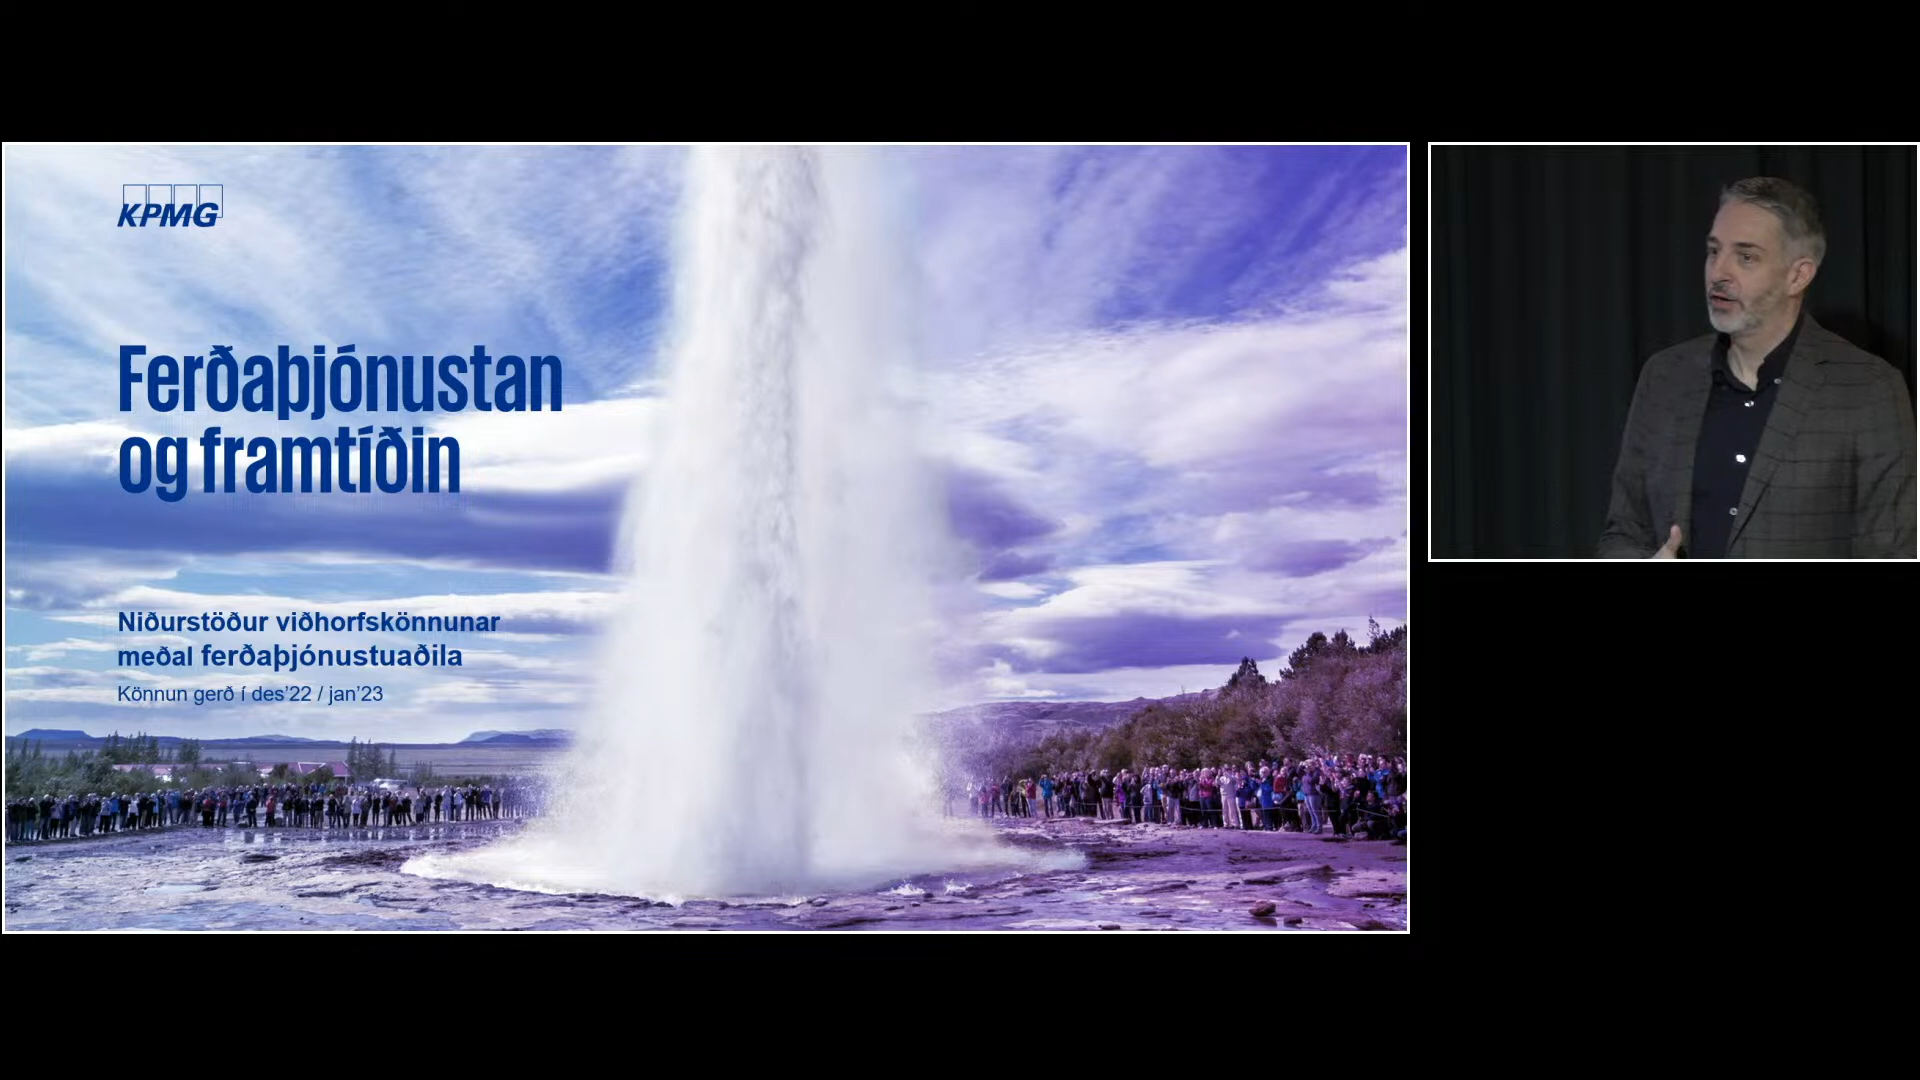 KPMG
Ferðaþjónustan
og framtíðin
Niðurstöður viðhorfskönnunar
meðal ferðaþjónustuaðila
Könnun gerð í des’22 / jan’23